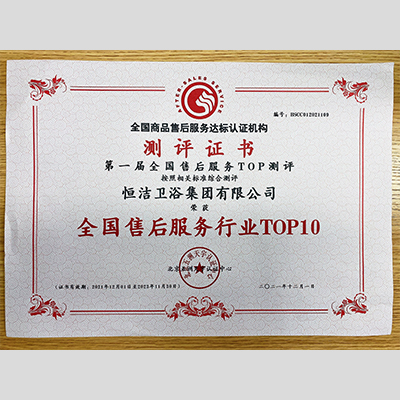 AFTER-SALES SERVICE
编号:BSCC012021103
全国商品售后服务达标认证机构
测评证书
第一届全国售后服务TOP测评
按照相关标准综合测评
恒洁卫浴集团有限公司
荣获
全国售后服务行业TOP10
(证书有效期:2021年12月01日至2023年11月30日)
二〇二一年十二月一日